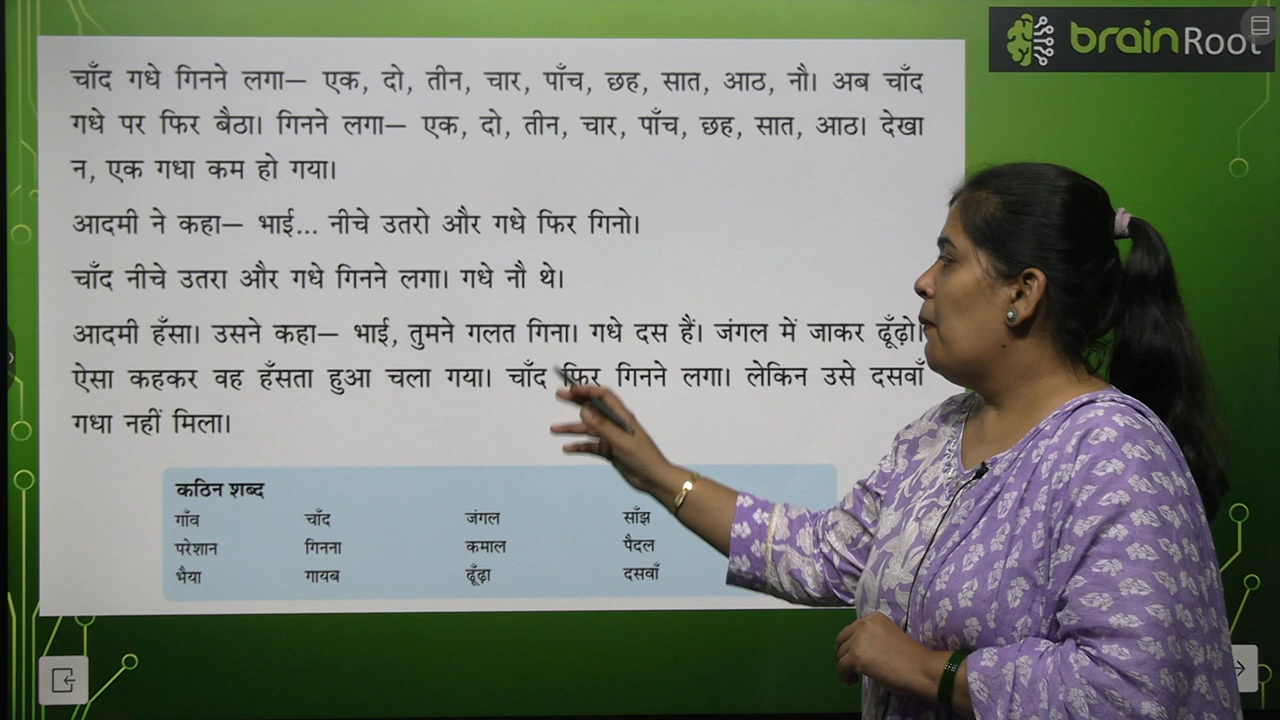 brainRoot
चाँद गधे गिनने लगा– एक, दो, तीन, चार, पाँच, छह, सात, आठ, नौ। अब चाँद
गधे पर फिर बैठा। गिनने लगा– एक, दो, तीन, चार, पाँच, छह, सात, आठ। देखा
न, एक गधा कम हो गया।
आदमी ने कहा– भाई... नीचे उतरो और गधे फिर गिनो।
चाँद नीचे उतरा और गधे गिनने लगा। गधे नौ थे।
आदमी हँसा। उसने कहा– भाई, तुमने गलत गिना। गधे दस हैं। जंगल में जाकर ढूँढ़ो।
ऐसा कहकर वह हँसता हुआ चला गया। चाँद फिर गिनने लगा। लेकिन उसे दसवाँ
गधा नहीं मिला।
कठिन शब्द
गाँव चाँद जंगल साँझ
परेशान गिनना कमाल पैदल
भैया गायब ढूँढ़ा दसवाँ